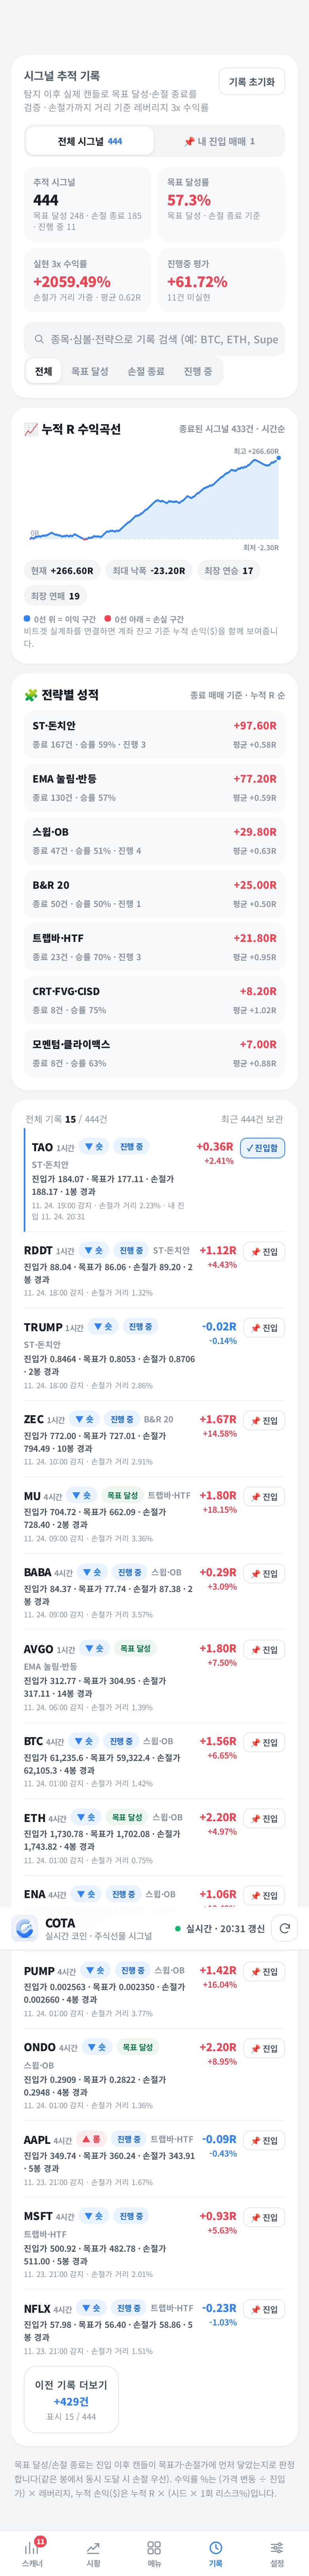 시그널 추적 기록
기록 초기화
탐지 이후 실제 캔들로 목표 달성·손절 종료를
검증 · 손절가까지 거리 기준 레버리지 3x 수익률
전체 시그널 444
📌 내 진입 매매 1
추적 시그널
444
목표 달성 248 · 손절 종료 185
· 진행 중 11
목표 달성률
57.3%
목표 달성 · 손절 종료 기준
실현 3x 수익률
+2059.49%
손절가 거리 가중 · 평균 0.62R
진행중 평가
+61.72%
11건 미실현
종목·심볼·전략으로 기록 검색 (예: BTC, ETH, Supe
전체
목표 달성
손절 종료
진행 중
📈 누적 R 수익곡선
종료된 시그널 433건 · 시간순
최고 +266.60R
0R
최저 -2.30R
현재 +266.60R
최대 낙폭 -23.20R
최장 연승 17
최장 연패 19
0선 위 = 이익 구간
0선 아래 = 손실 구간
비트겟 실계좌를 연결하면 계좌 잔고 기준 누적 손익($)을 함께 보여줍니
다.
🧩 전략별 성적
종료 매매 기준 · 누적 R 순
ST·돈치안
+97.60R
종료 167건 · 승률 59% · 진행 3
평균 +0.58R
EMA 눌림·반등
+77.20R
종료 130건 · 승률 57%
평균 +0.59R
스윕·OB
+29.80R
종료 47건 · 승률 51% · 진행 4
평균 +0.63R
B&R 20
+25.00R
종료 50건 · 승률 50% · 진행 1
평균 +0.50R
트랩바·HTF
+21.80R
종료 23건 · 승률 70% · 진행 3
평균 +0.95R
CRT·FVG·CISD
+8.20R
종료 8건 · 승률 75%
평균 +1.02R
모멘텀·클라이맥스
+7.00R
종료 8건 · 승률 63%
평균 +0.88R
전체 기록 15 / 444건
최근 444건 보관
TAO 1시간 ▼ 숏 진행 중
+0.36R
✓진입함
ST·돈치안
+2.41%
진입가 184.07 · 목표가 177.11 · 손절가
188.17 · 1봉 경과
11. 24. 19:00 감지 · 손절가 거리 2.23% · 내 진
입 11. 24. 20:31
RDDT 1시간 ▼ 숏 진행 중 ST·돈치안
+1.12R
📌 진입
+4.43%
진입가 88.04 · 목표가 86.06 · 손절가 89.20 · 2
봉 경과
11. 24. 18:00 감지 · 손절가 거리 1.32%
TRUMP 1시간 ▼ 숏 진행 중
-0.02R
📌 진입
ST·돈치안
-0.14%
진입가 0.8464 · 목표가 0.8053 · 손절가 0.8706
· 2봉 경과
11. 24. 18:00 감지 · 손절가 거리 2.86%
ZEC 1시간 ▼ 숏 진행 중 B&R 20
+1.67R
📌 진입
+14.58%
진입가 772.00 · 목표가 727.01 · 손절가
794.49 · 10봉 경과
11. 24. 10:00 감지 · 손절가 거리 2.91%
MU 4시간 ▼ 숏 목표 달성 트랩바·HTF
+1.80R
📌 진입
+18.15%
진입가 704.72 · 목표가 662.09 · 손절가
728.40 · 2봉 경과
11. 24. 09:00 감지 · 손절가 거리 3.36%
BABA 4시간 ▼ 숏 진행 중 스윕·OB
+0.29R
📌 진입
+3.09%
진입가 84.37 · 목표가 77.74 · 손절가 87.38 · 2
봉 경과
11. 24. 09:00 감지 · 손절가 거리 3.57%
AVGO 1시간 ▼ 숏 목표 달성
+1.80R
📌 진입
EMA 눌림·반등
+7.50%
진입가 312.77 · 목표가 304.95 · 손절가
317.11 · 14봉 경과
11. 24. 06:00 감지 · 손절가 거리 1.39%
BTC 4시간 ▼ 숏 진행 중 스윕·OB
+1.56R
📌 진입
+6.65%
진입가 61,235.6 · 목표가 59,322.4 · 손절가
62,105.3 · 4봉 경과
11. 24. 01:00 감지 · 손절가 거리 1.42%
ETH 4시간 ▼ 숏 목표 달성 스윕·OB
+2.20R
📌 진입
+4.97%
진입가 1,730.78 · 목표가 1,702.08 · 손절가
1,743.82 · 4봉 경과
11. 24. 01:00 감지 · 손절가 거리 0.75%
ENA 4시간 ▼ 숏 진행 중 스윕·OB
+1.06R
📌 진입
COTA
실시간 코인 · 주식선물 시그널
실시간 · 20:31 갱신
PUMP 4시간 ▼ 숏 진행 중 스윕·OB
+1.42R
📌 진입
+16.04%
진입가 0.002563 · 목표가 0.002350 · 손절가
0.002660 · 4봉 경과
11. 24. 01:00 감지 · 손절가 거리 3.77%
ONDO 4시간 ▼ 숏 목표 달성
+2.20R
📌 진입
스윕·OB
+8.95%
진입가 0.2909 · 목표가 0.2822 · 손절가
0.2948 · 4봉 경과
11. 24. 01:00 감지 · 손절가 거리 1.36%
AAPL 4시간 ▲ 롱 진행 중 트랩바·HTF
-0.09R
📌 진입
-0.43%
진입가 349.74 · 목표가 360.24 · 손절가 343.91
· 5봉 경과
11. 23. 21:00 감지 · 손절가 거리 1.67%
MSFT 4시간 ▼ 숏 진행 중
+0.93R
📌 진입
트랩바·HTF
+5.63%
진입가 500.92 · 목표가 482.78 · 손절가
511.00 · 5봉 경과
11. 23. 21:00 감지 · 손절가 거리 2.01%
NFLX 4시간 ▼ 숏 진행 중 트랩바·HTF
-0.23R
📌 진입
-1.03%
진입가 57.98 · 목표가 56.40 · 손절가 58.86 · 5
봉 경과
11. 23. 21:00 감지 · 손절가 거리 1.51%
이전 기록 더보기
+429건
표시 15 / 444
목표 달성/손절 종료는 진입 이후 캔들이 목표가·손절가에 먼저 닿았는지로 판정
합니다(같은 봉에서 동시 도달 시 손절 우선). 수익률 %는 (가격 변동 ÷ 진입
가) × 레버리지, 누적 손익($)은 누적 R × (시드 × 1회 리스크%)입니다.
11
스캐너
시황
메뉴
기록
설정